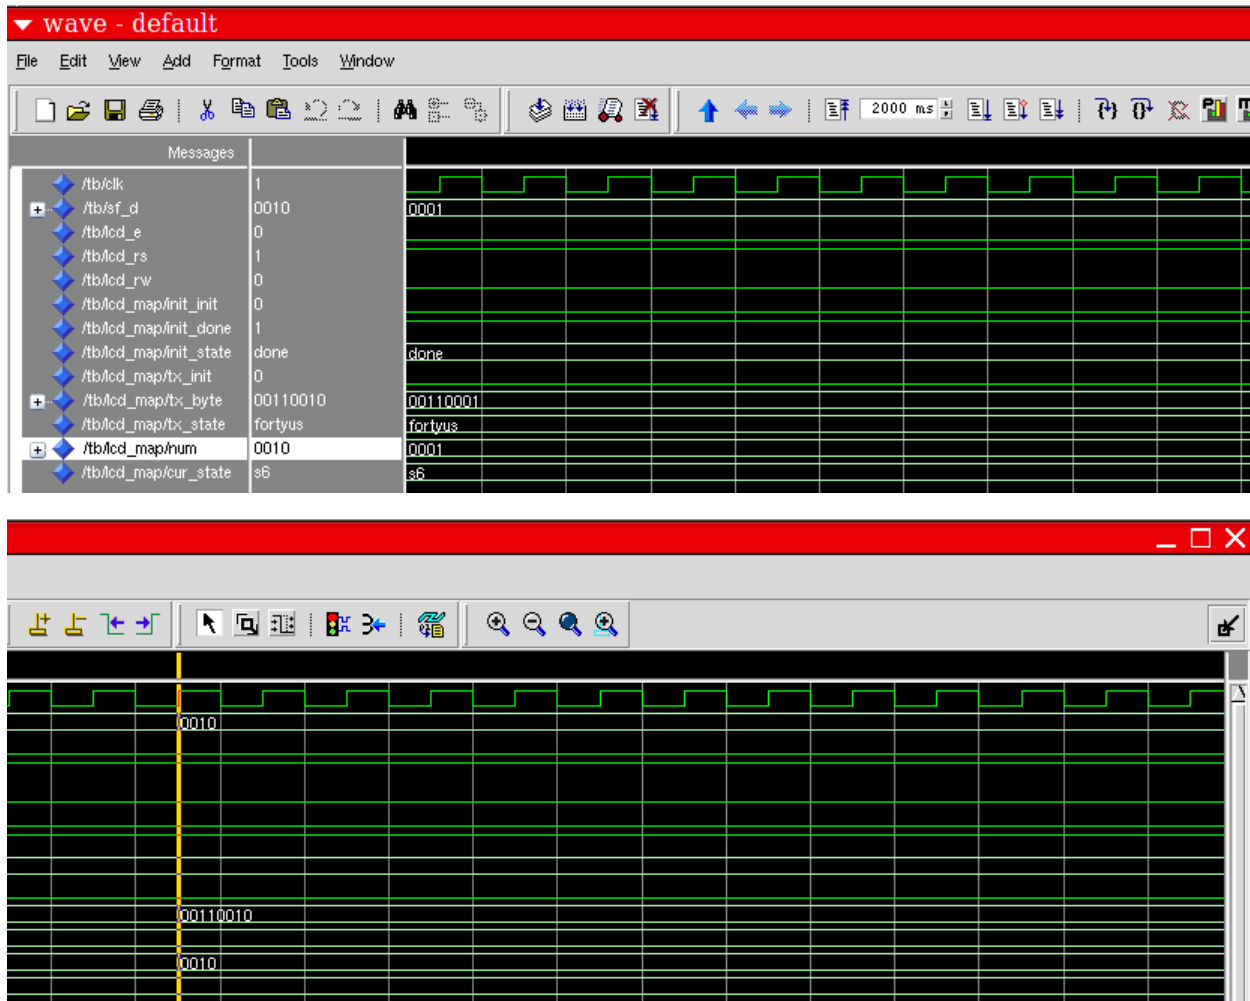 wave - default
File Edit View Add Format Tools Window
2000 ms
Messages
/tb/clk 1
/tb/sf_d 0010 0001
/tb/lcd_e 0
/tb/lcd_rs 1
/tb/lcd_rw 0
/tb/lcd_map/init_init 0
/tb/lcd_map/init_done 1
/tb/lcd_map/init_state done done
/tb/lcd_map/tx_init 0
/tb/lcd_map/tx_byte 00110010 00110001
/tb/lcd_map/tx_state fortyus fortyus
/tb/lcd_map/num 0010 0001
/tb/lcd_map/cur_state s6 s6
0010
00110010
0010